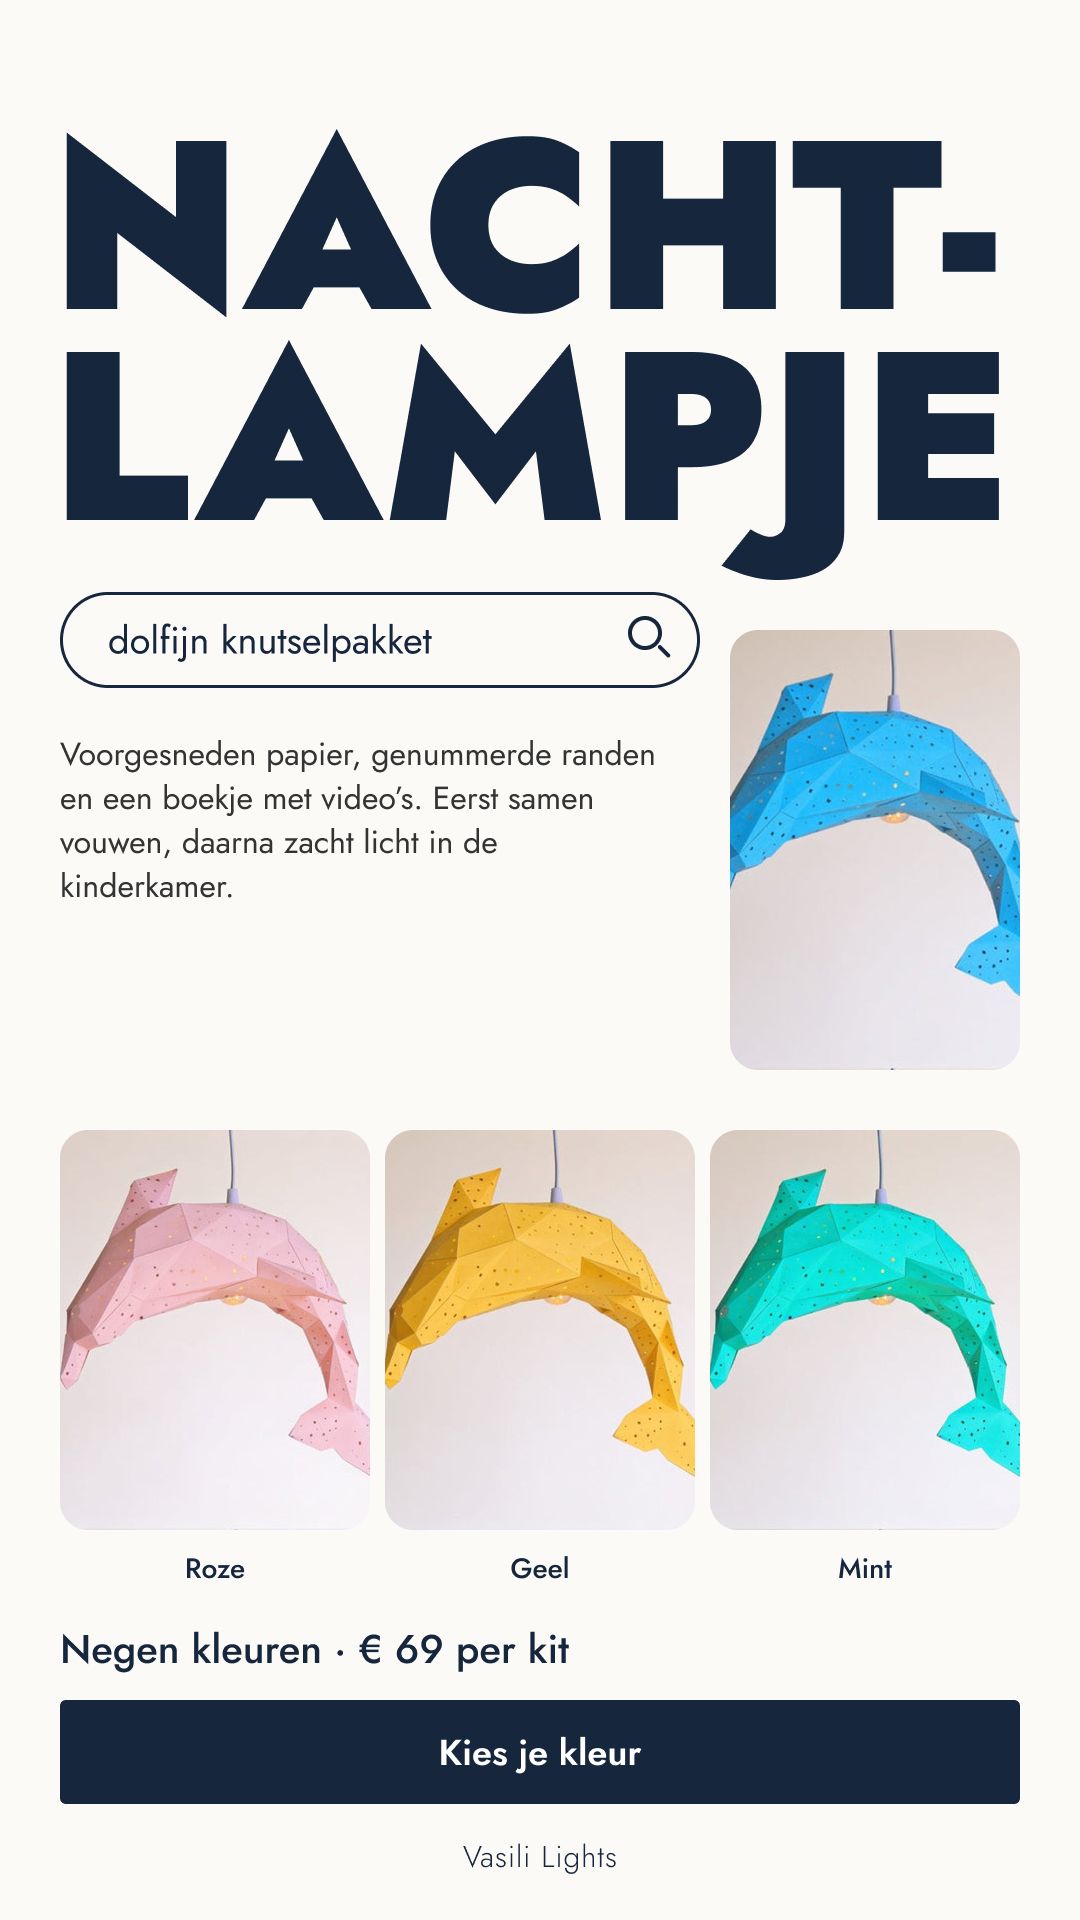 NACHT-
LAMPJE
dolfijn knutselpakket
Voorgesneden papier, genummerde randen
en een boekje met video’s. Eerst samen
vouwen, daarna zacht licht in de
kinderkamer.
Roze
Geel
Mint
Negen kleuren · € 69 per kit
Kies je kleur
Vasili Lights